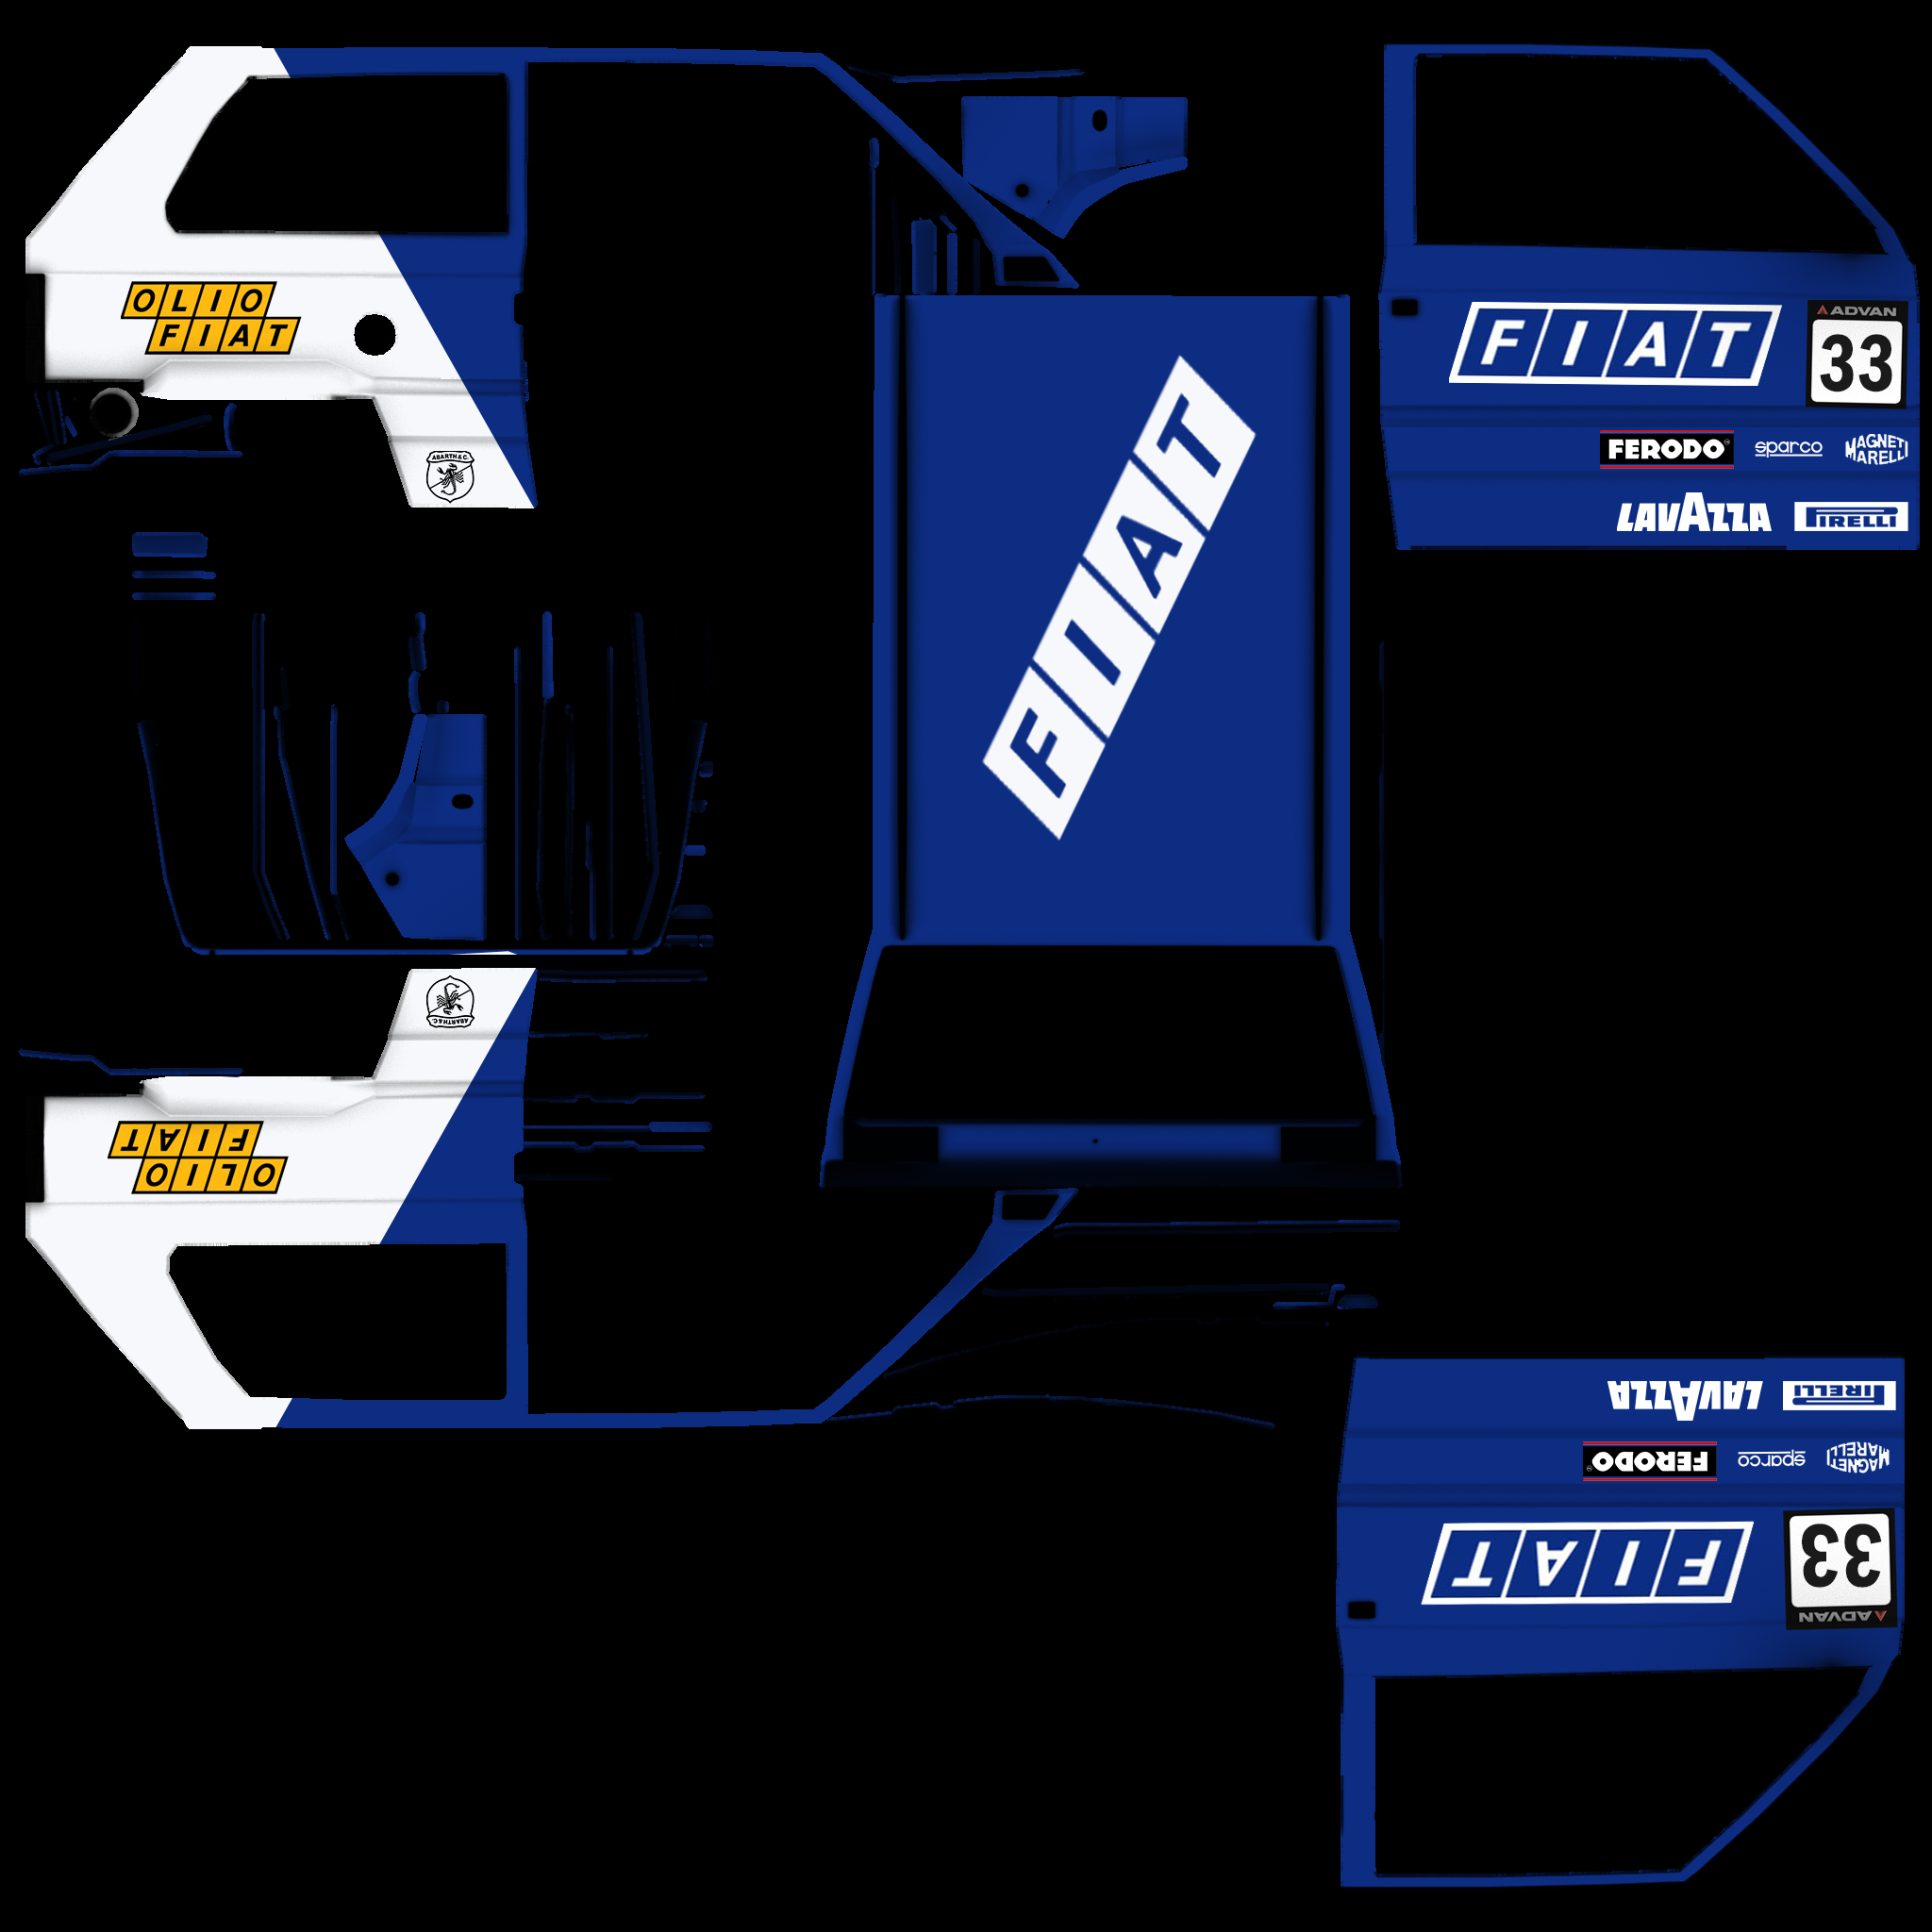 OLIO
FIAT
ABARTH & C.
FIAT
FIAT
ADVAN
33
FERODO
sparco
MAGNETI
MARELLI
LAVAZZA
PIRELLI
ABARTH & C.
OLIO
FIAT
LAVAZZA
PIRELLI
FERODO
sparco
MAGNETI
MARELLI
FIAT
33
ADVAN